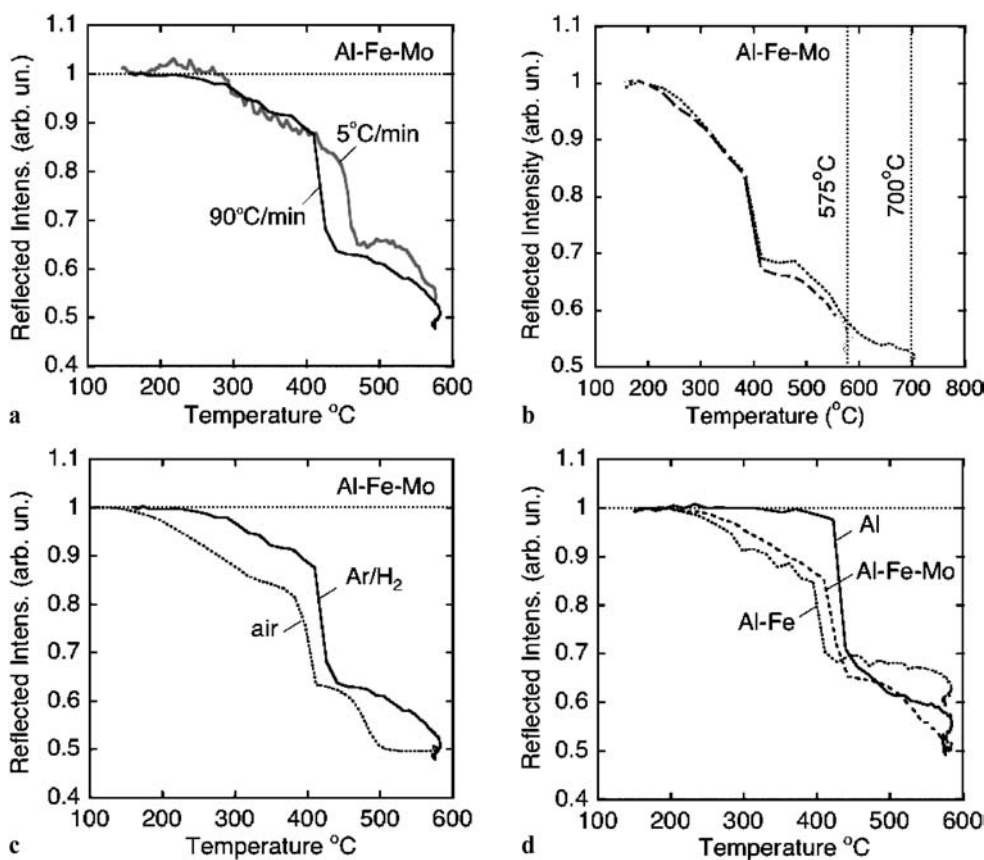 1.1
1
0.9
0.8
0.7
0.6
0.5
0.4
Reflected Intens. (arb. un.)
Al-Fe-Mo
5°C/min
90°C/min
100 200 300 400 500 600
Temperature °C
a
1.1
1
0.9
0.8
0.7
0.6
0.5
Reflected Intensity (arb. un.)
Al-Fe-Mo
575°C
700°C
100 200 300 400 500 600 700 800
Temperature (°C)
b
1.1
1
0.9
0.8
0.7
0.6
0.5
0.4
Reflected Intens. (arb. un.)
Al-Fe-Mo
Ar/H₂
air
100 200 300 400 500 600
Temperature °C
c
1.1
1
0.9
0.8
0.7
0.6
0.5
0.4
Reflected Intens. (arb. un.)
Al
Al-Fe-Mo
Al-Fe
100 200 300 400 500 600
Temperature °C
d